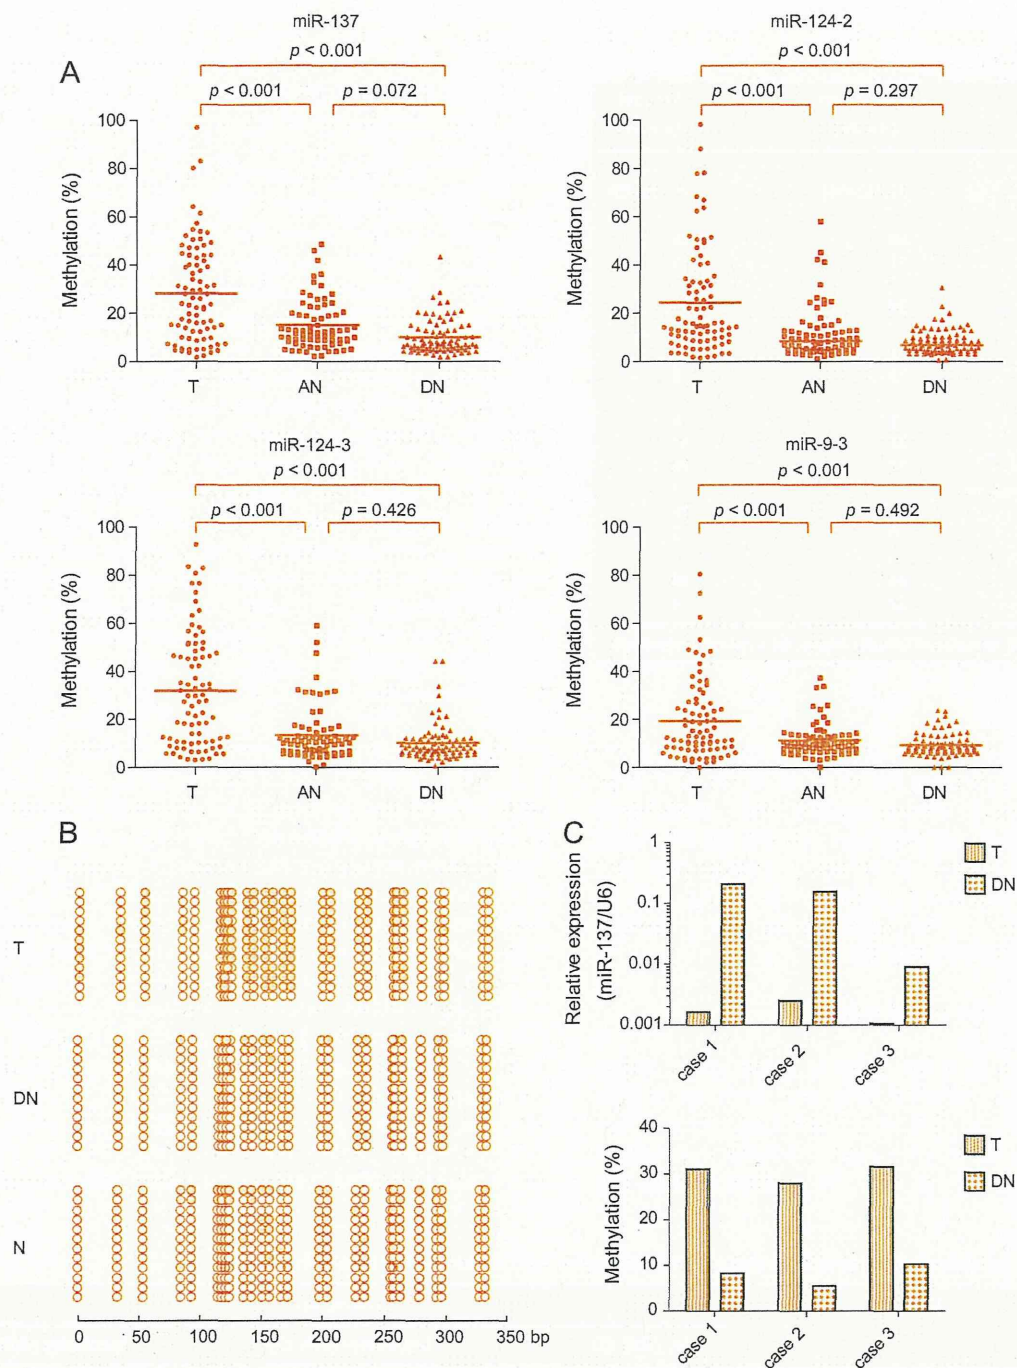 miR-137
p < 0.001
A
p < 0.001
p = 0.072
Methylation (%)
100
80
60
40
20
0
T
AN
DN
miR-124-2
p < 0.001
p < 0.001
p = 0.297
Methylation (%)
100
80
60
40
20
0
T
AN
DN
miR-124-3
p < 0.001
p < 0.001
p = 0.426
Methylation (%)
100
80
60
40
20
0
T
AN
DN
miR-9-3
p < 0.001
p < 0.001
p = 0.492
Methylation (%)
100
80
60
40
20
0
T
AN
DN
B
T
DN
N
0 50 100 150 200 250 300 350 bp
C
Relative expression
(miR-137/U6)
1
0.1
0.01
0.001
case 1
case 2
case 3
T
DN
Methylation (%)
40
30
20
10
0
case 1
case 2
case 3
T
DN